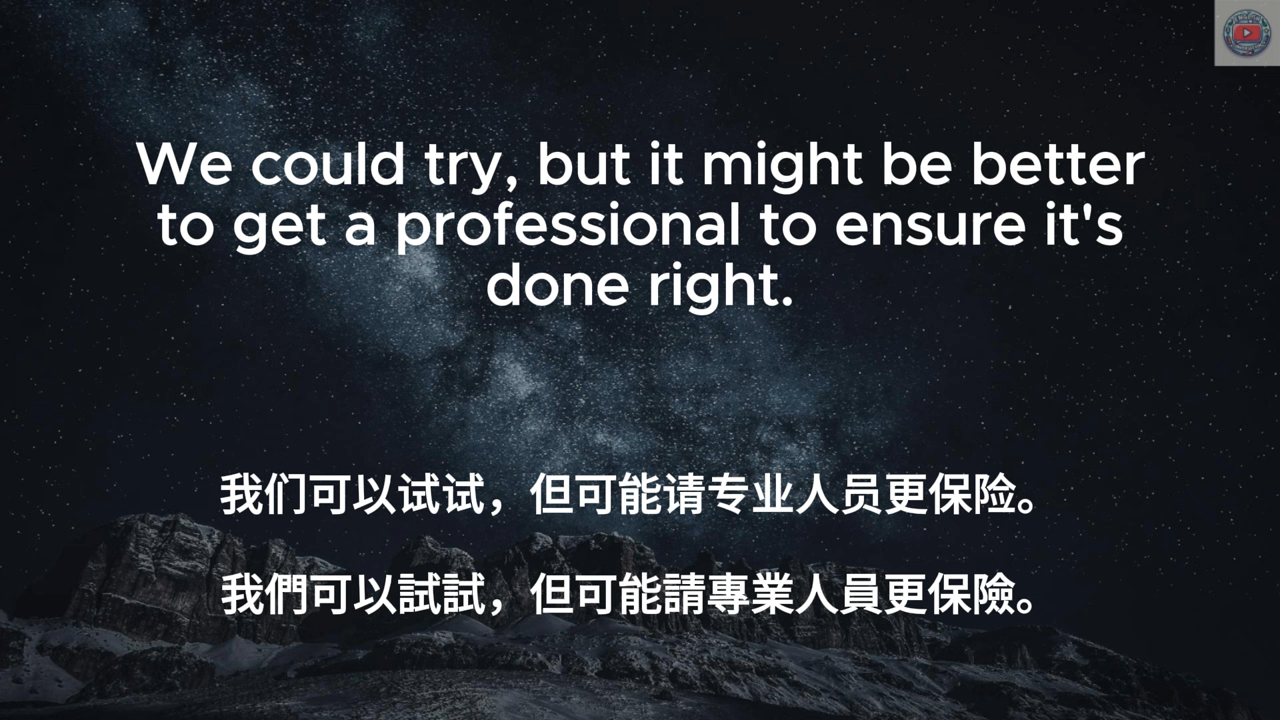 We could try, but it might be better
to get a professional to ensure it's
done right.
我们可以试试，但可能请专业人员更保险。
我們可以試試，但可能請專業人員更保險。